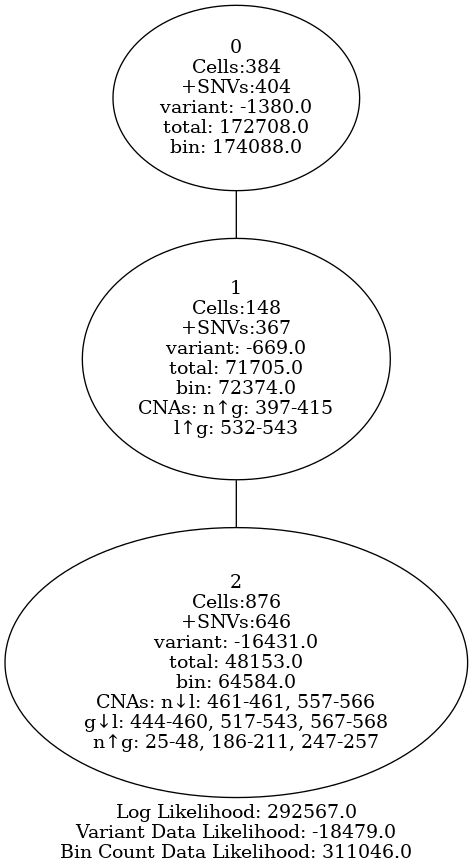 0
Cells:384
+SNVs:404
variant: -1380.0
total: 172708.0
bin: 174088.0
1
Cells:148
+SNVs:367
variant: -669.0
total: 71705.0
bin: 72374.0
CNAs: n↑g: 397-415
l↑g: 532-543
2
Cells:876
+SNVs:646
variant: -16431.0
total: 48153.0
bin: 64584.0
CNAs: n↓l: 461-461, 557-566
g↓l: 444-460, 517-543, 567-568
n↑g: 25-48, 186-211, 247-257
Log Likelihood: 292567.0
Variant Data Likelihood: -18479.0
Bin Count Data Likelihood: 311046.0